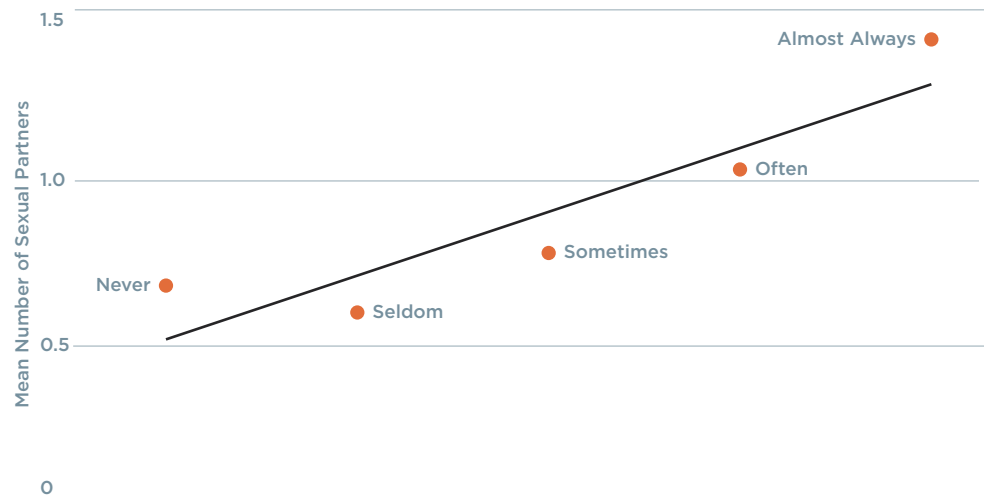 1.5
Almost Always
Mean Number of Sexual Partners
1.0
Often
Sometimes
Never
Seldom
0.5
0